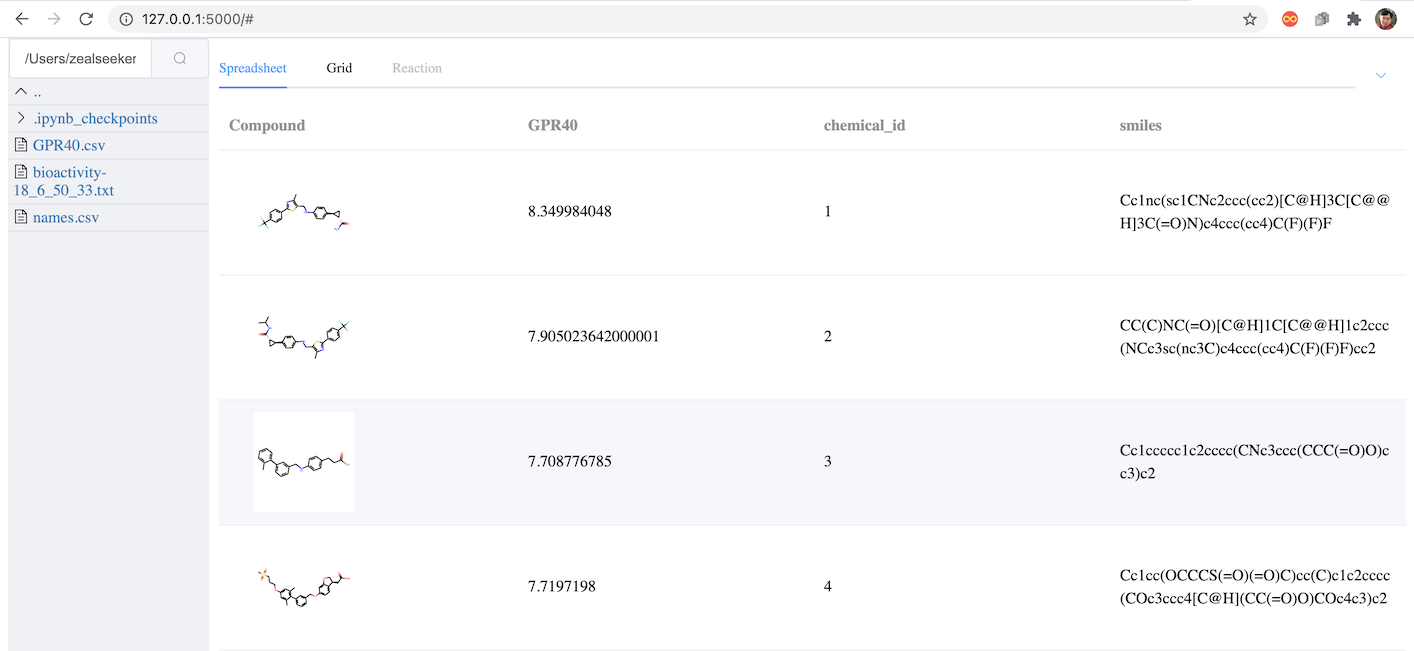 127.0.0.1:5000/#
/Users/zealseeker
..
.ipynb_checkpoints
GPR40.csv
bioactivity-
18_6_50_33.txt
names.csv
Spreadsheet Grid Reaction
Compound GPR40 chemical_id smiles
8.349984048 1 Cc1nc(sc1CNc2ccc(cc2)[C@H]3C[C@@
H]3C(=O)N)c4ccc(cc4)C(F)(F)F
7.905023642000001 2 CC(C)NC(=O)[C@H]1C[C@@H]1c2ccc
(NCc3sc(nc3C)c4ccc(cc4)C(F)(F)F)cc2
7.708776785 3 Cc1ccccc1c2cccc(CNc3ccc(CCC(=O)O)c
c3)c2
7.7197198 4 Cc1cc(OCCCS(=O)(=O)C)cc(C)c1c2cccc
(COc3ccc4[C@H](CC(=O)O)COc4c3)c2